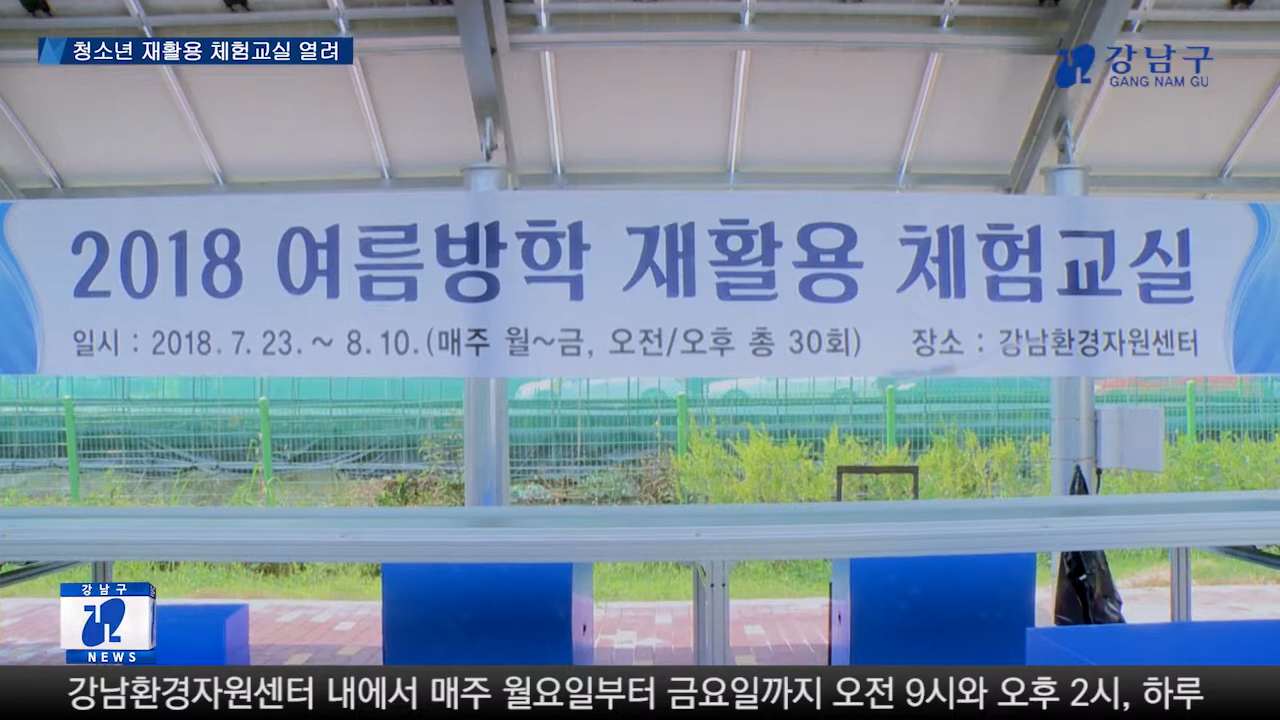 청소년 재활용 체험교실 열려
강남구
GANG NAM GU
2018 여름방학 재활용 체험교실
일시 : 2018. 7. 23. ~ 8. 10. (매주 월~금, 오전/오후 총 30회) 장소 : 강남환경자원센터
강남구
NEWS
강남환경자원센터 내에서 매주 월요일부터 금요일까지 오전 9시와 오후 2시, 하루